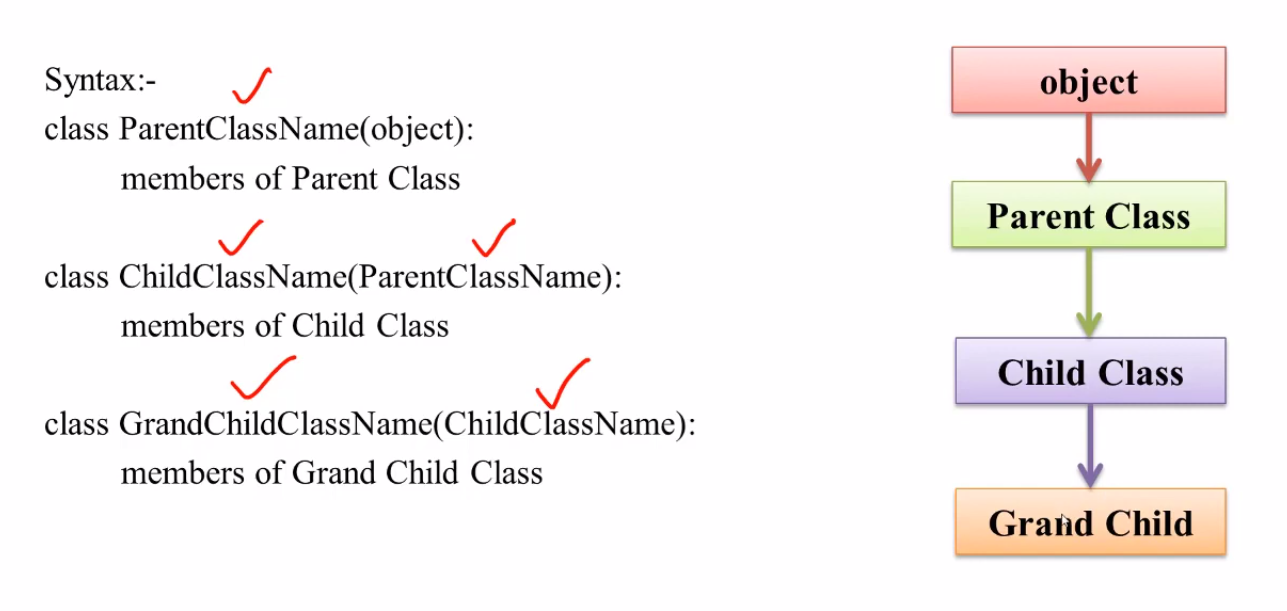 Syntax:-
class ParentClassName(object):
members of Parent Class
class ChildClassName(ParentClassName):
members of Child Class
class GrandChildClassName(ChildClassName):
members of Grand Child Class
object
Parent Class
Child Class
Grand Child